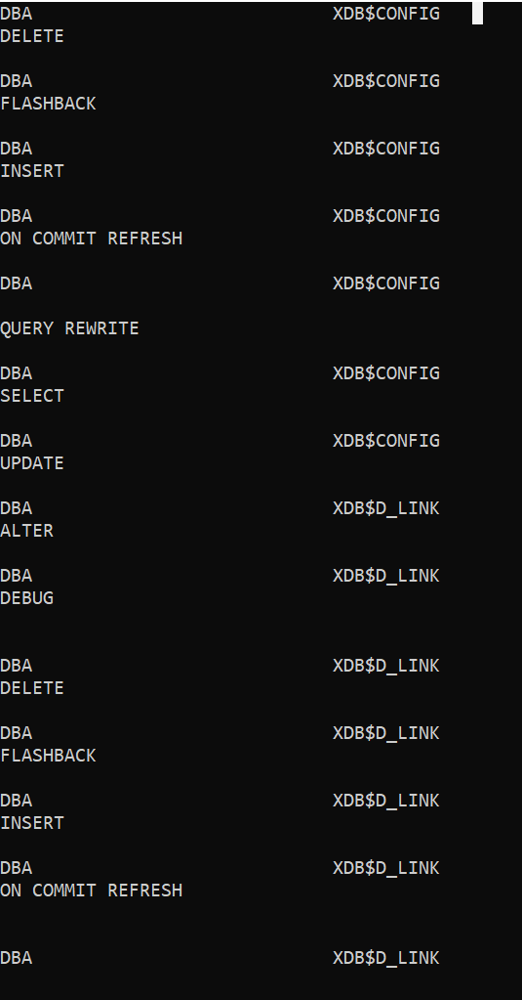 DBA XDB$CONFIG
DELETE
DBA XDB$CONFIG
FLASHBACK
DBA XDB$CONFIG
INSERT
DBA XDB$CONFIG
ON COMMIT REFRESH
DBA XDB$CONFIG
QUERY REWRITE
DBA XDB$CONFIG
SELECT
DBA XDB$CONFIG
UPDATE
DBA XDB$D_LINK
ALTER
DBA XDB$D_LINK
DEBUG
DBA XDB$D_LINK
DELETE
DBA XDB$D_LINK
FLASHBACK
DBA XDB$D_LINK
INSERT
DBA XDB$D_LINK
ON COMMIT REFRESH
DBA XDB$D_LINK